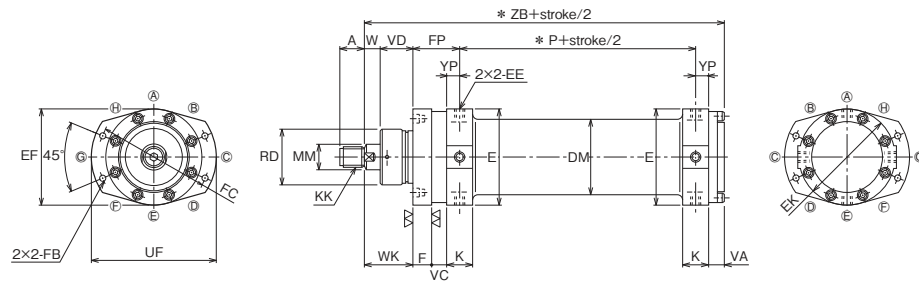 * ZB+stroke/2
A W VD FP * P+stroke/2
YP 2×2-EE YP
Ⓐ
Ⓗ Ⓑ
EF 45° Ⓖ Ⓒ
FC
Ⓕ Ⓓ
Ⓔ
2×2-FB
UF
RD MM
KK
E DM E
WK F K K VA
VC
Ⓐ
Ⓑ Ⓗ
Ⓒ
EK
Ⓓ Ⓕ
Ⓔ